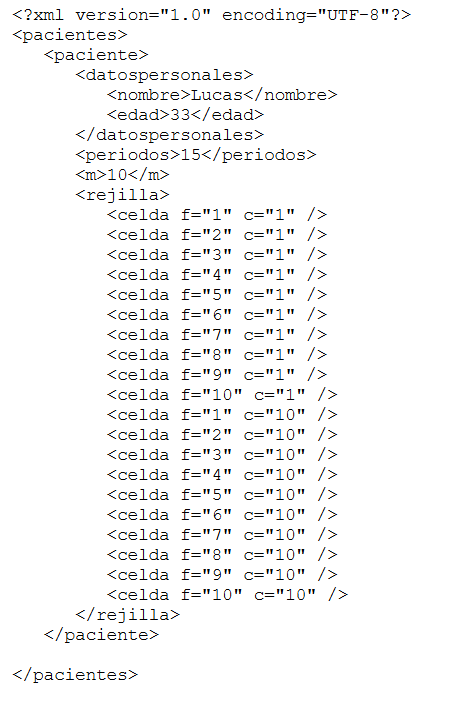 <?xml version="1.0" encoding="UTF-8"?>
<pacientes>
<paciente>
<datospersonales>
<nombre>Lucas</nombre>
<edad>33</edad>
</datospersonales>
<periodos>15</periodos>
<m>10</m>
<rejilla>
<celda f="1" c="1" />
<celda f="2" c="1" />
<celda f="3" c="1" />
<celda f="4" c="1" />
<celda f="5" c="1" />
<celda f="6" c="1" />
<celda f="7" c="1" />
<celda f="8" c="1" />
<celda f="9" c="1" />
<celda f="10" c="1" />
<celda f="1" c="10" />
<celda f="2" c="10" />
<celda f="3" c="10" />
<celda f="4" c="10" />
<celda f="5" c="10" />
<celda f="6" c="10" />
<celda f="7" c="10" />
<celda f="8" c="10" />
<celda f="9" c="10" />
<celda f="10" c="10" />
</rejilla>
</paciente>
</pacientes>